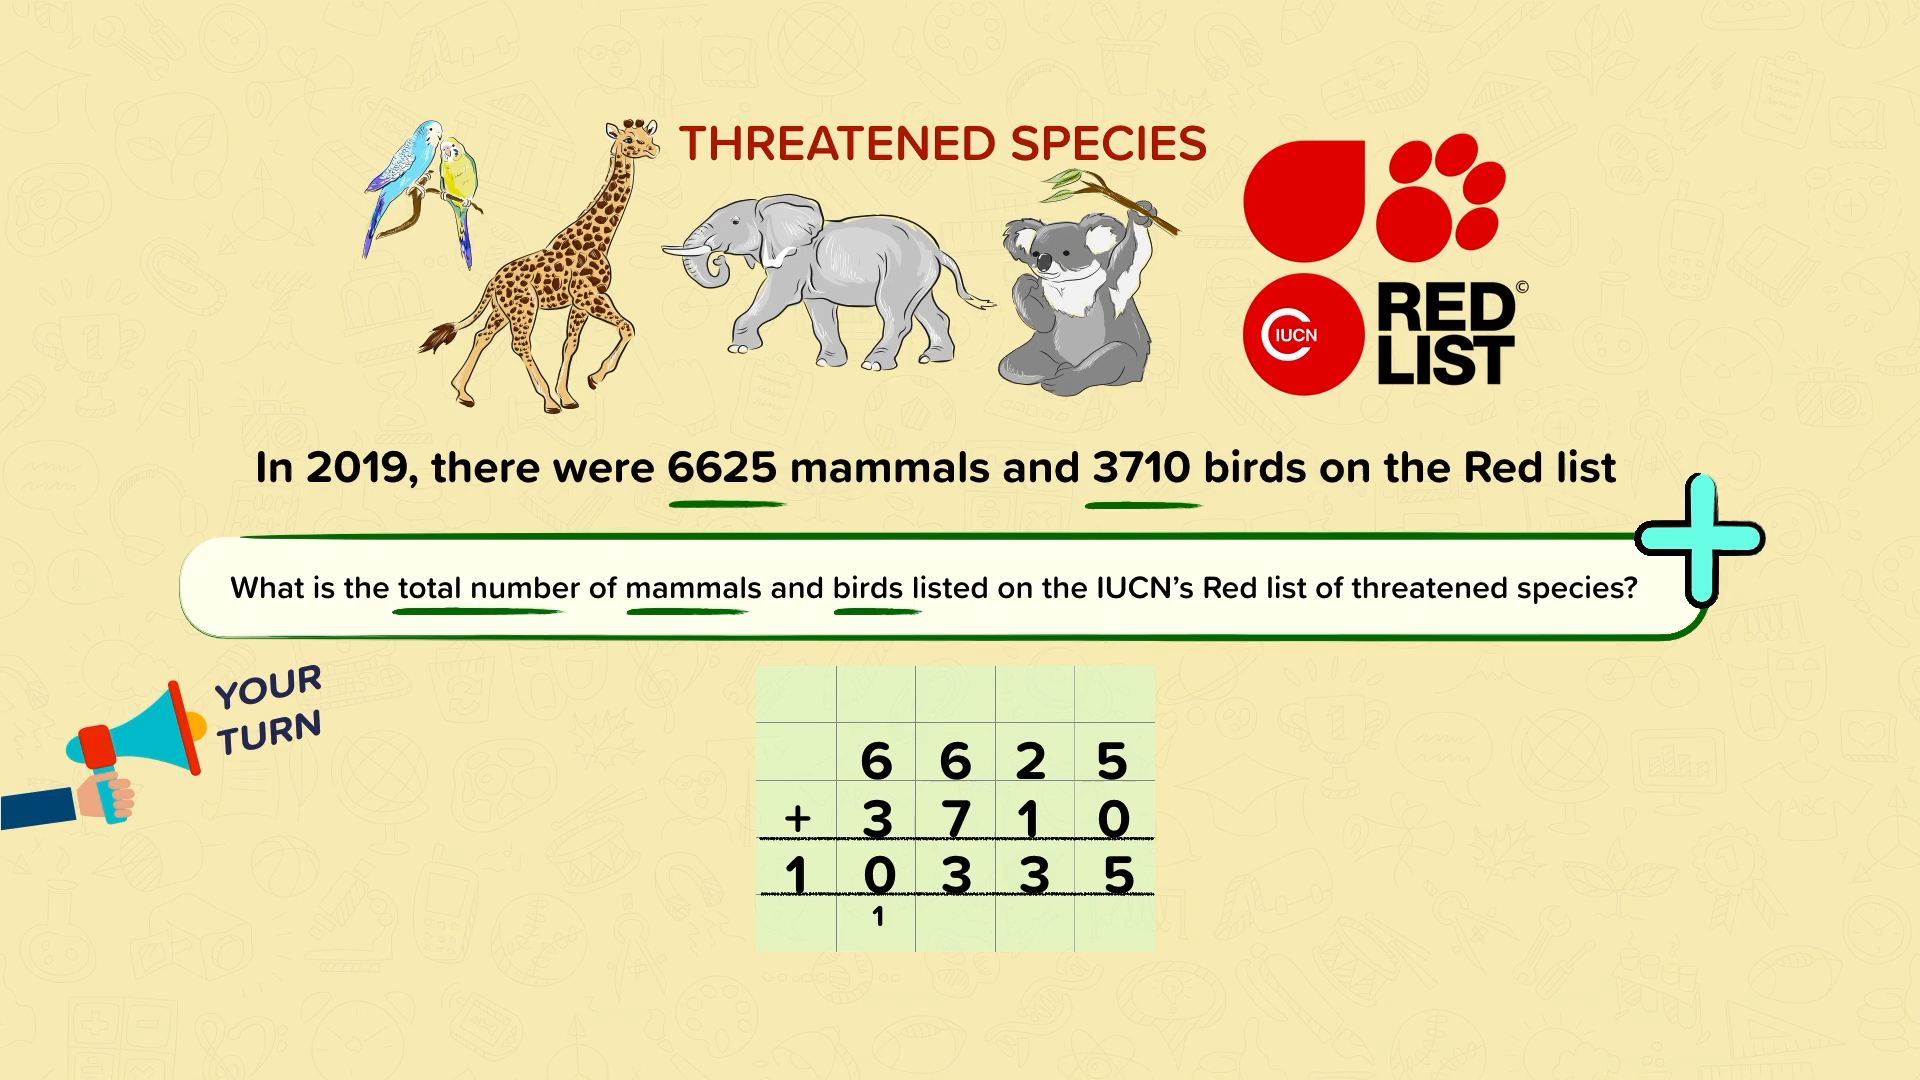 THREATENED SPECIES
IUCN
RED©
LIST
In 2019, there were 6625 mammals and 3710 birds on the Red list
What is the total number of mammals and birds listed on the IUCN's Red list of threatened species?
YOUR
TURN
6 6 2 5
+ 3 7 1 0
1 0 3 3 5
1